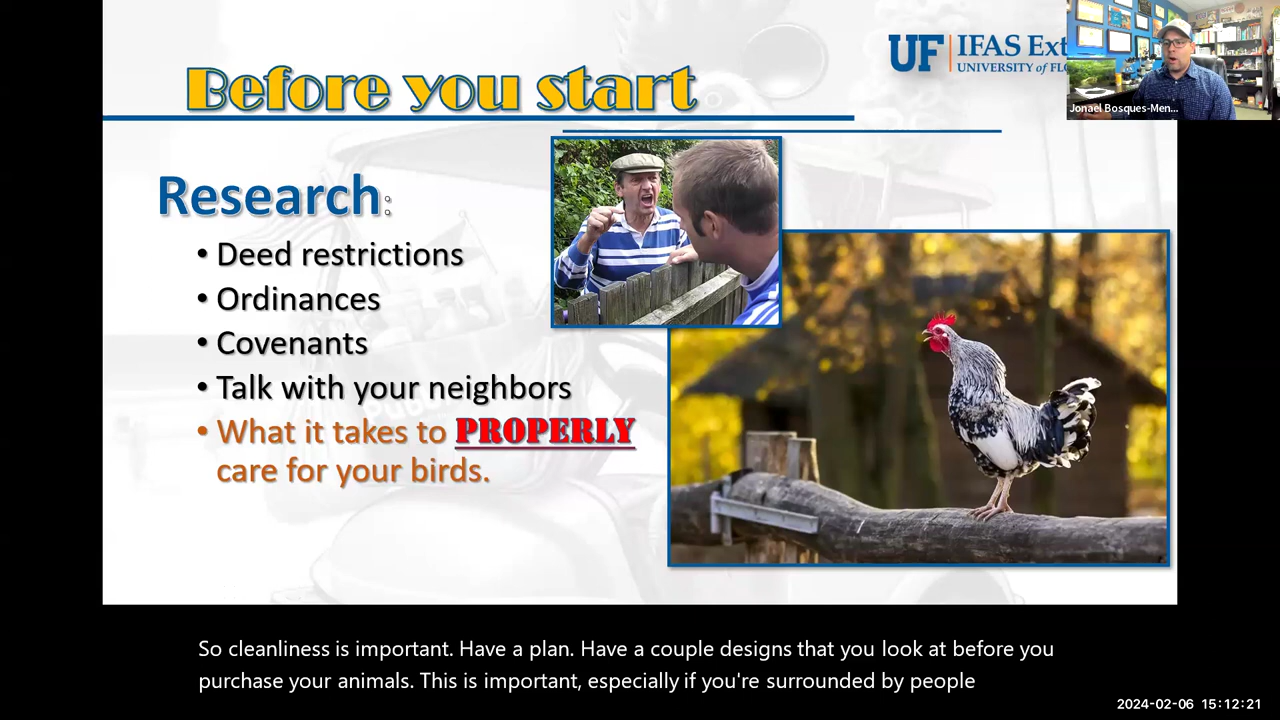 Before you start
UF IFAS Ext
UNIVERSITY of FLO
Jonael Bosques-Men...
Research:
• Deed restrictions
• Ordinances
• Covenants
• Talk with your neighbors
• What it takes to PROPERLY
care for your birds.
So cleanliness is important. Have a plan. Have a couple designs that you look at before you
purchase your animals. This is important, especially if you're surrounded by people
2024-02-06 15:12:21